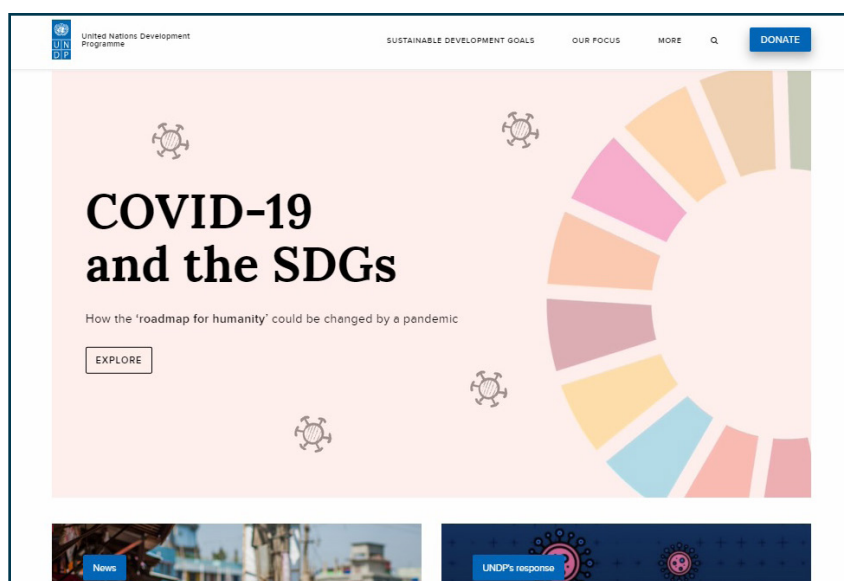 United Nations Development
Programme
UN
DP
SUSTAINABLE DEVELOPMENT GOALS
OUR FOCUS
MORE
DONATE
COVID-19
and the SDGs
How the ‘roadmap for humanity’ could be changed by a pandemic
EXPLORE
News
UNDP's response